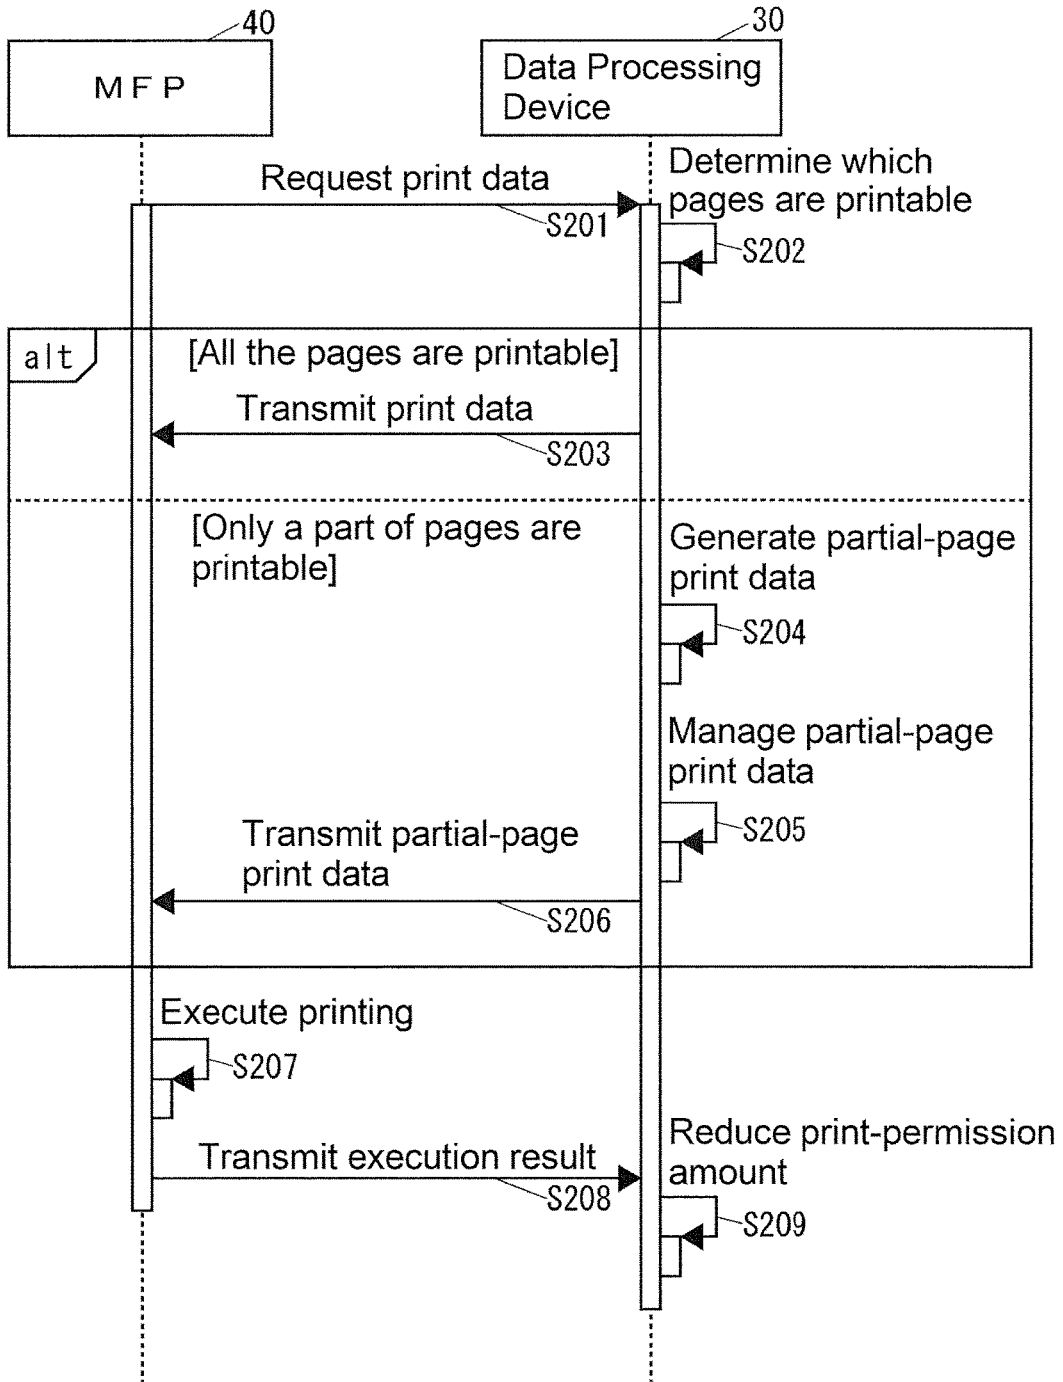 40
30
MFP
Data Processing
Device
Determine which
pages are printable
Request print data
S201
S202
alt
[All the pages are printable]
Transmit print data
S203
[Only a part of pages are
printable]
Generate partial-page
print data
S204
Manage partial-page
print data
S205
Transmit partial-page
print data
S206
Execute printing
S207
Transmit execution result
S208
Reduce print-permission
amount
S209